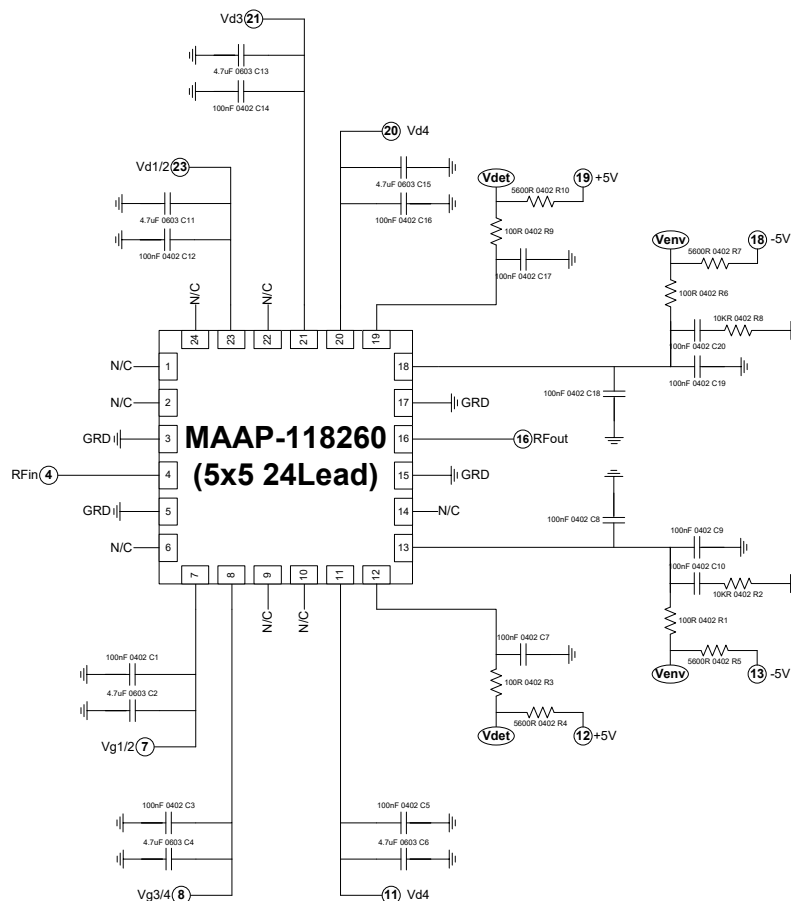 Vd3 21
4.7uF 0603 C13
100nF 0402 C14
20 Vd4
Vd1/2 23
4.7uF 0603 C15
100nF 0402 C16
4.7uF 0603 C11
100nF 0402 C12
Vdet
19 +5V
5600R 0402 R10
100R 0402 R9
100nF 0402 C17
Venv
18 -5V
5600R 0402 R7
100R 0402 R6
10KR 0402 R8
100nF 0402 C20
100nF 0402 C19
100nF 0402 C18
N/C
N/C
24
23
22
21
20
19
N/C 1
N/C 2
GRD 3
RFin 4 4
GRD 5
N/C 6
MAAP-118260
(5x5 24Lead)
18
17 GRD
16 16 RFout
15 GRD
14 N/C
13
7
8
9
10
11
12
N/C
N/C
100nF 0402 C8
100nF 0402 C9
100nF 0402 C10
10KR 0402 R2
100R 0402 R1
5600R 0402 R5
Venv
13 -5V
100nF 0402 C7
100R 0402 R3
5600R 0402 R4
Vdet
12 +5V
100nF 0402 C1
4.7uF 0603 C2
Vg1/2 7
100nF 0402 C3
4.7uF 0603 C4
Vg3/4 8
100nF 0402 C5
4.7uF 0603 C6
11 Vd4